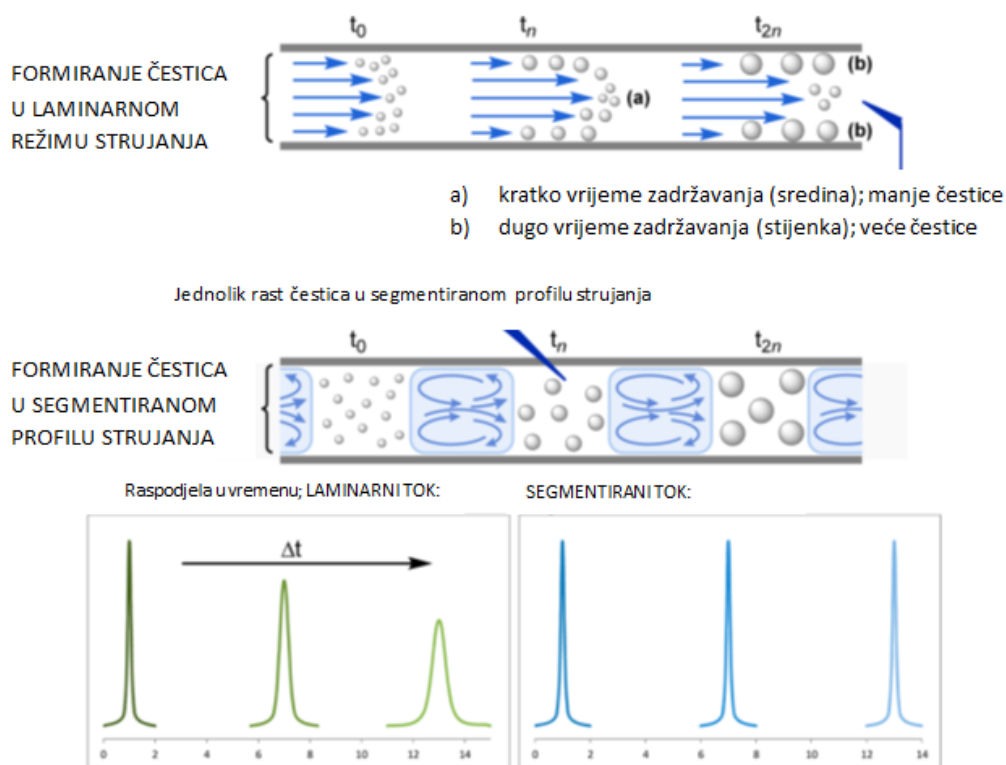 t0 tn t2n
FORMIRANJE ČESTICA
U LAMINARNOM
REŽIMU STRUJANJA
(a)
(b)
(b)
a) kratko vrijeme zadržavanja (sredina); manje čestice
b) dugo vrijeme zadržavanja (stijenka); veće čestice
Jednolik rast čestica u segmentiranom profilu strujanja
t0 tn t2n
FORMIRANJE ČESTICA
U SEGMENTIRANOM
PROFILU STRUJANJA
Raspodjela u vremenu; LAMINARNI TOK:
Δt
0 2 4 6 8 10 12 14
SEGMENTIRANI TOK:
0 2 4 6 8 10 12 14